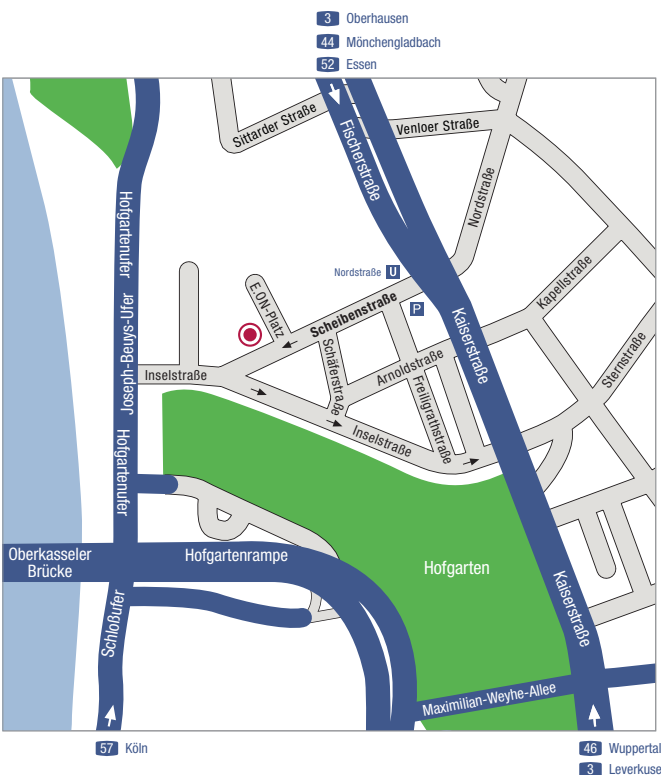 3 Oberhausen
44 Mönchengladbach
52 Essen
Sittarder Straße
Venloer Straße
Fischerstraße
Nordstraße
Hofgartenufer
Nordstraße U
E.ON-Platz
Scheibenstraße
P
Kapellstraße
Kaiserstraße
Joseph-Beuys-Ufer
Inselstraße
Schäferstraße
Arnoldstraße
Freiligrathstraße
Sternstraße
Inselstraße
Hofgartenufer
Oberkasseler
Brücke
Hofgartenrampe
Hofgarten
Schloßufer
Kaiserstraße
Maximilian-Weyhe-Allee
57 Köln
46 Wuppertal
3 Leverkuse